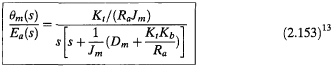 θm(s)/Ea(s) = Kt/(RaJm) / s[s + 1/Jm(Dm + KtKb/Ra)] (2.153)13